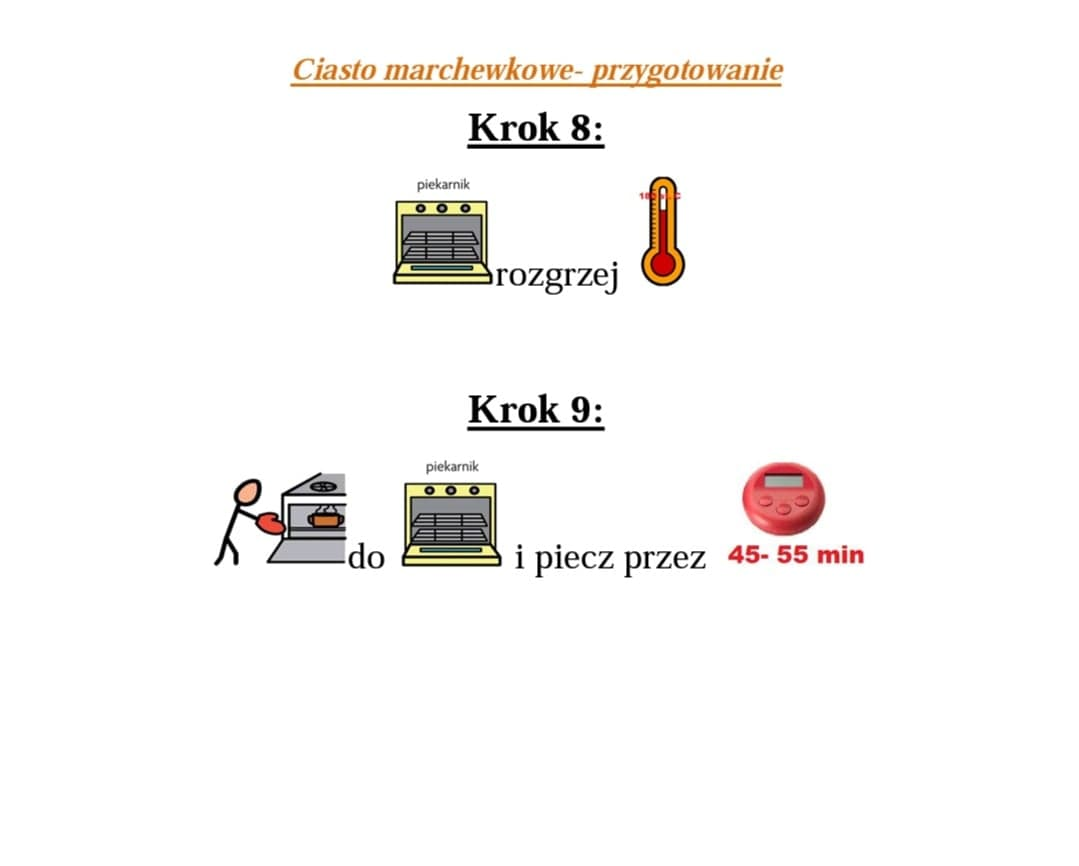 Ciasto marchewkowe- przygotowanie
Krok 8:
piekarnik
rozgrzej
Krok 9:
piekarnik
do i piecz przez 45- 55 min